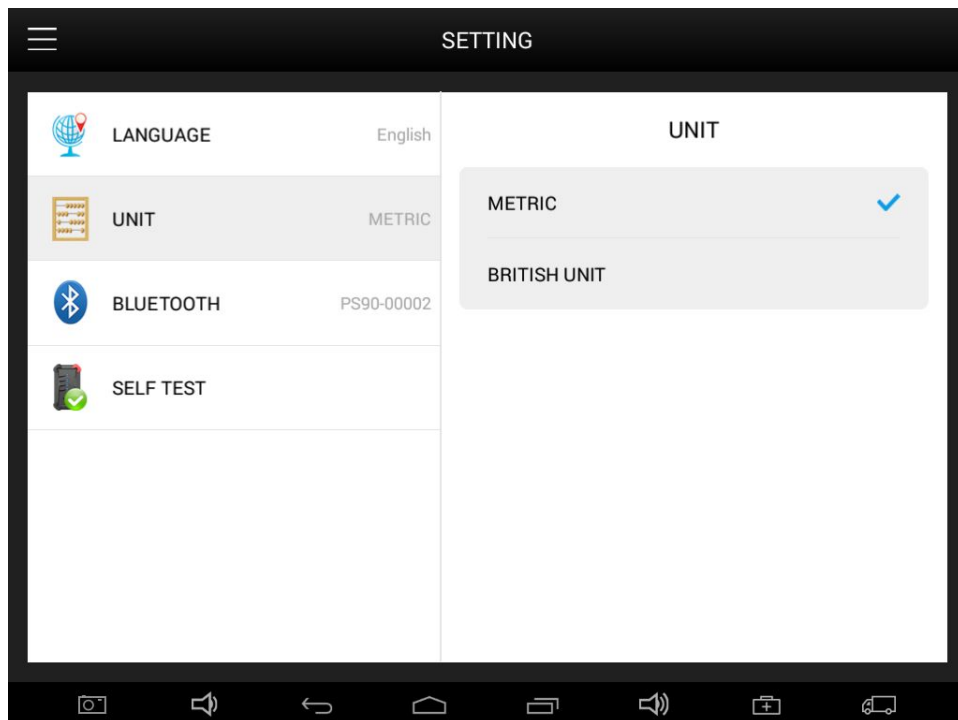 SETTING
LANGUAGE English
UNIT METRIC
BLUETOOTH PS90-00002
SELF TEST
UNIT
METRIC
BRITISH UNIT